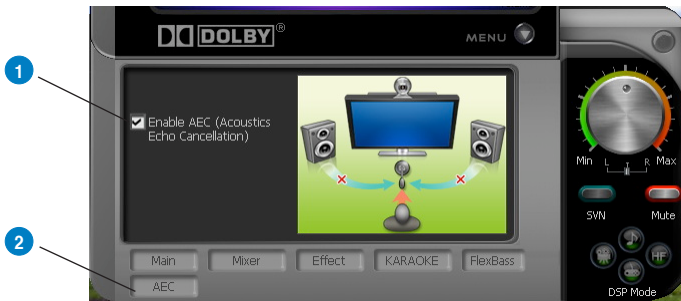 DOLBY®
MENU
1
Enable AEC (Acoustics
Echo Cancellation)
Min
L
T
R
Max
SVN
Mute
2
Main
Mixer
Effect
KARAOKE
FlexBass
HF
AEC
DSP Mode